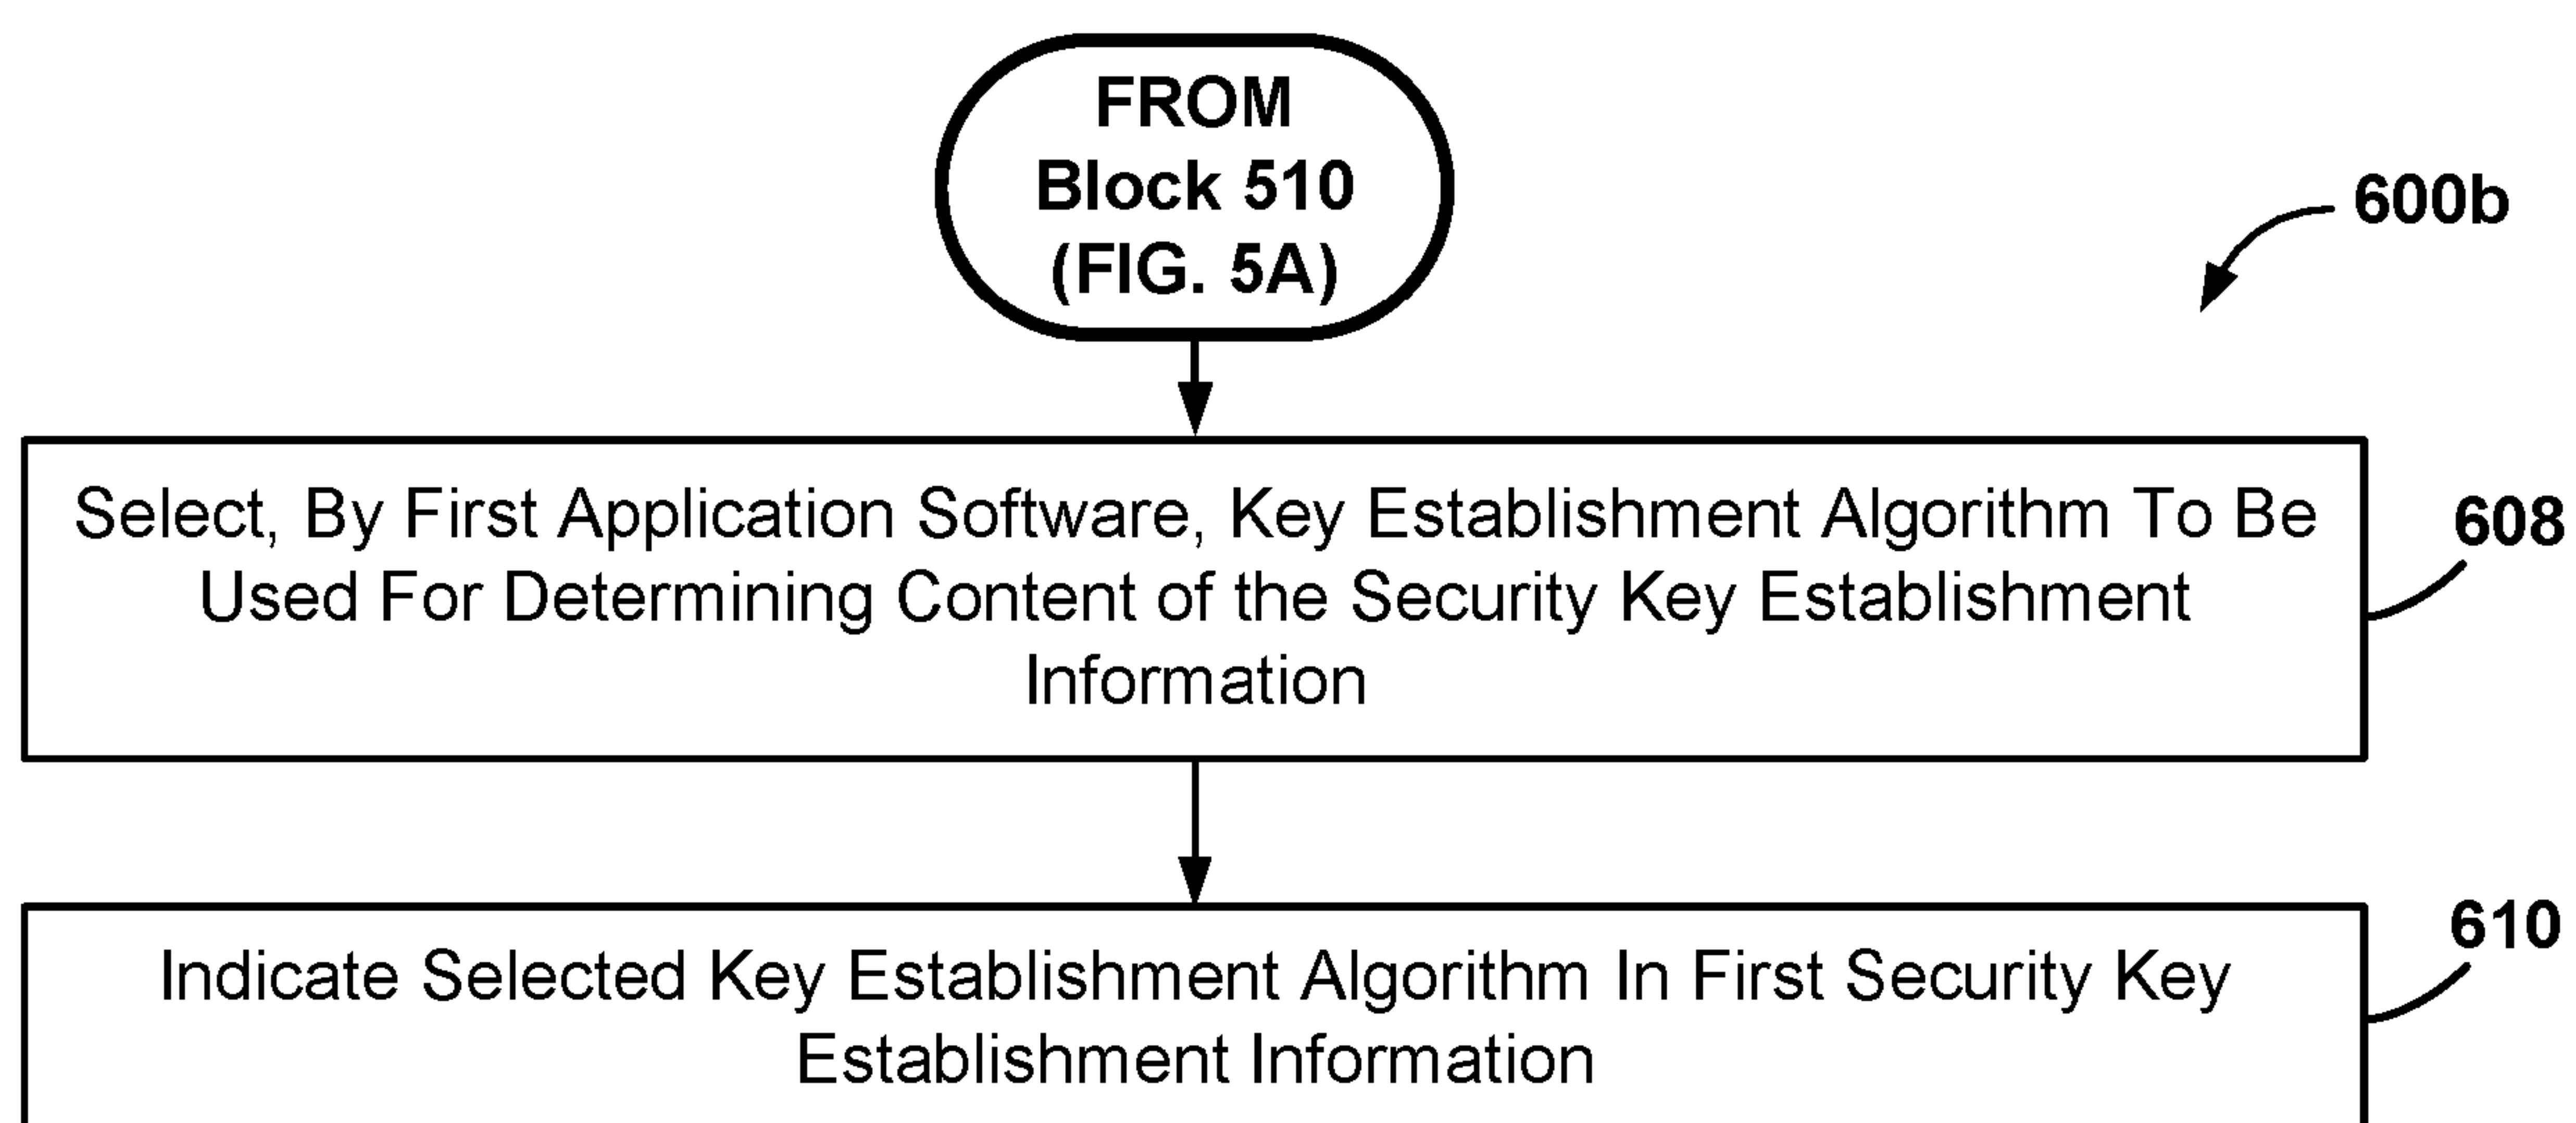 FROM
Block 510
(FIG. 5A)
600b
Select, By First Application Software, Key Establishment Algorithm To Be
Used For Determining Content of the Security Key Establishment
Information
608
Indicate Selected Key Establishment Algorithm In First Security Key
Establishment Information
610